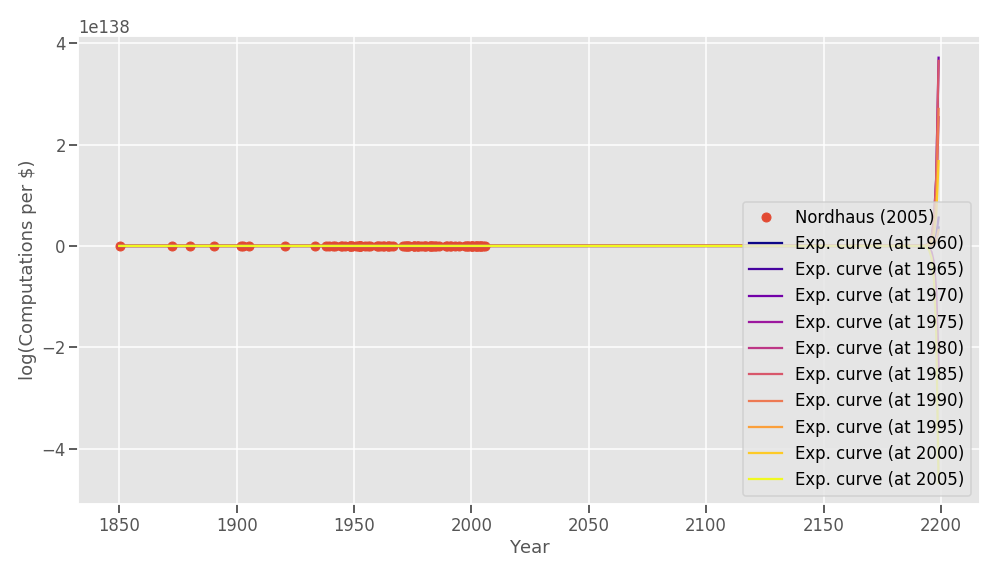 1e138
4
2
0
−2
−4
log(Computations per $)
Nordhaus (2005)
Exp. curve (at 1960)
Exp. curve (at 1965)
Exp. curve (at 1970)
Exp. curve (at 1975)
Exp. curve (at 1980)
Exp. curve (at 1985)
Exp. curve (at 1990)
Exp. curve (at 1995)
Exp. curve (at 2000)
Exp. curve (at 2005)
1850 1900 1950 2000 2050 2100 2150 2200
Year